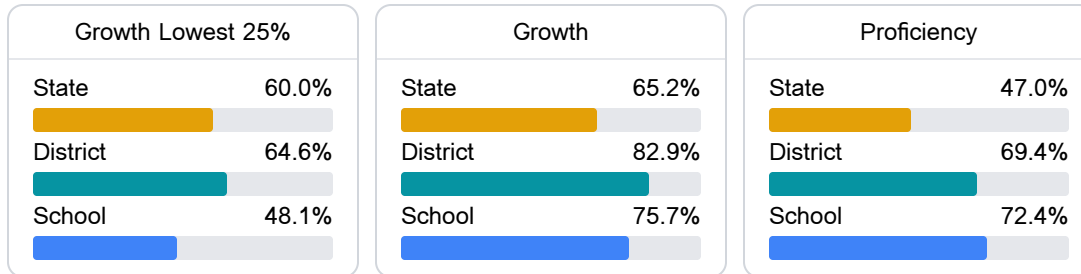 Growth Lowest 25%
State 60.0%
District 64.6%
School 48.1%
Growth
State 65.2%
District 82.9%
School 75.7%
Proficiency
State 47.0%
District 69.4%
School 72.4%